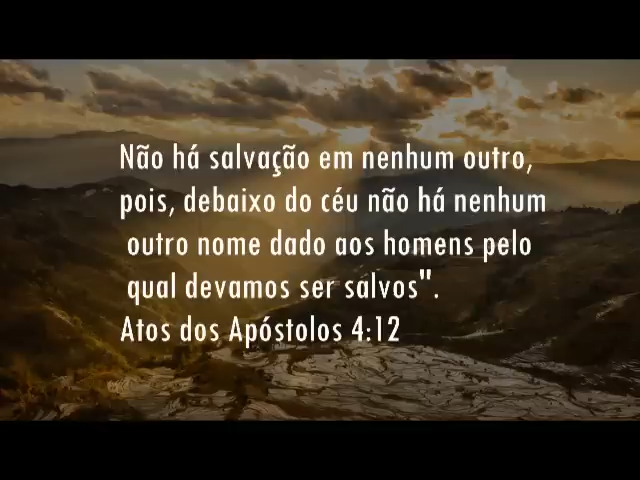 Não há salvação em nenhum outro,
pois, debaixo do céu não há nenhum
outro nome dado aos homens pelo
qual devamos ser salvos".
Atos dos Apóstolos 4:12